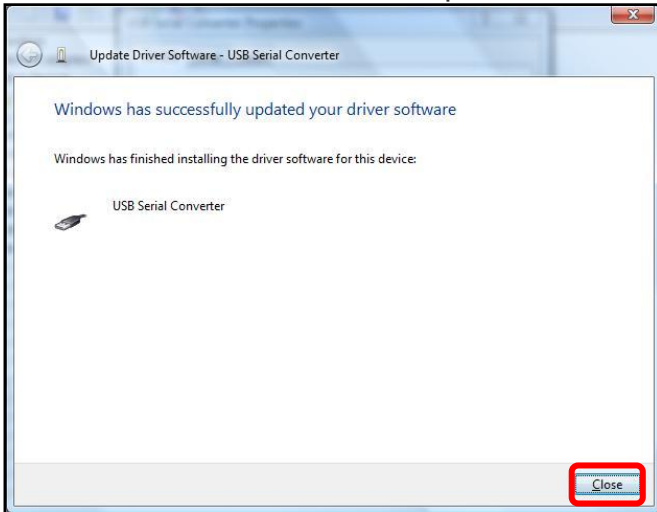 Update Driver Software - USB Serial Converter
Windows has successfully updated your driver software
Windows has finished installing the driver software for this device:
USB Serial Converter
Close